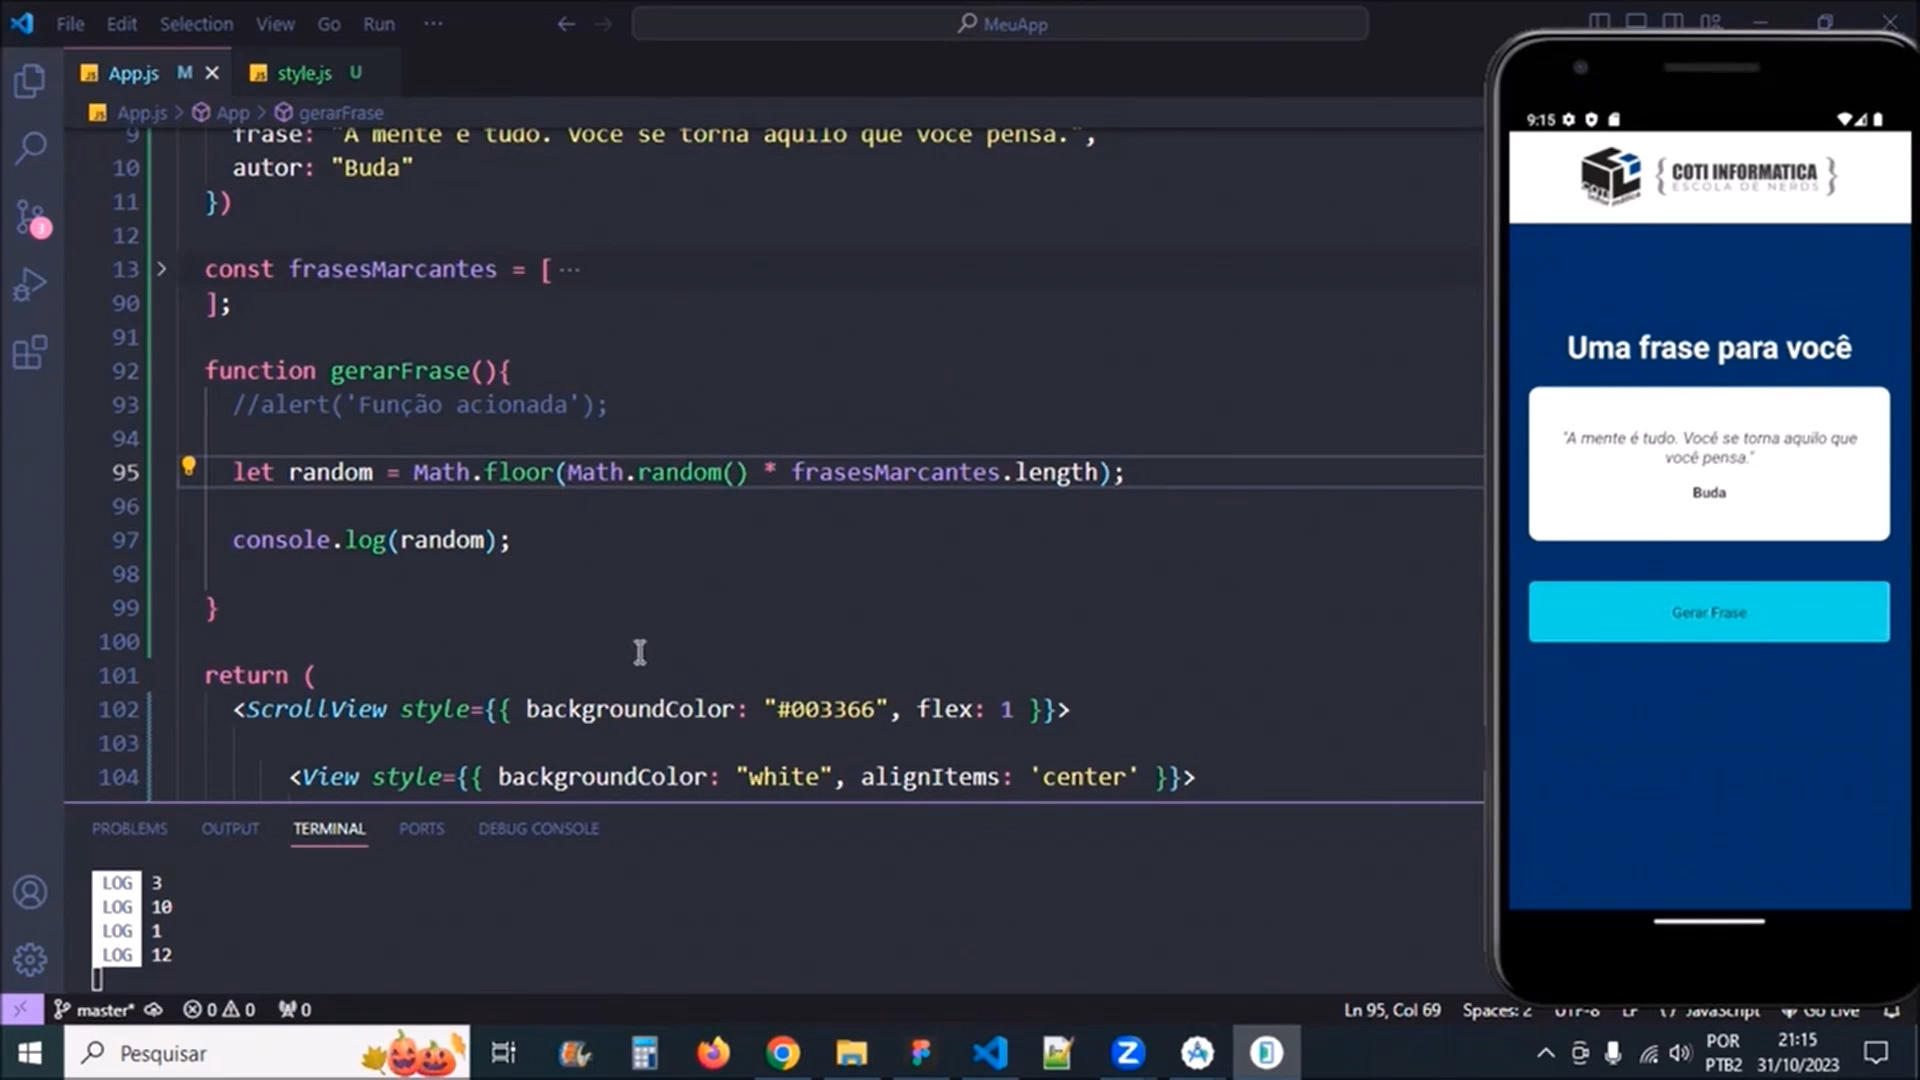 File Edit Selection View Go Run ···
MeuApp
App.js M
style.js U
App.js > App > gerarFrase
9 frase: "A mente é tudo. Você se torna aquilo que você pensa.",
10 autor: "Buda"
11 })
12
13 const frasesMarcantes = [ ···
90 ];
91
92 function gerarFrase(){
93 //alert('Função acionada');
94
95 let random = Math.floor(Math.random() * frasesMarcantes.length);
96
97 console.log(random);
98
99 }
100
101 return (
102 <ScrollView style={{ backgroundColor: "#003366", flex: 1 }}>
103
104 <View style={{ backgroundColor: "white", alignItems: 'center' }}>
PROBLEMS OUTPUT TERMINAL PORTS DEBUG CONSOLE
LOG 3
LOG 10
LOG 1
LOG 12
master* 0 0 0
Ln 95, Col 69 Spaces: 2 UTF-8 LF {} JavaScript Go Live
9:15
COTI INFORMATICA
ESCOLA DE NERDS
Uma frase para você
"A mente é tudo. Você se torna aquilo que
você pensa."
Buda
Gerar Frase
Pesquisar
POR
PTB2
21:15
31/10/2023
3